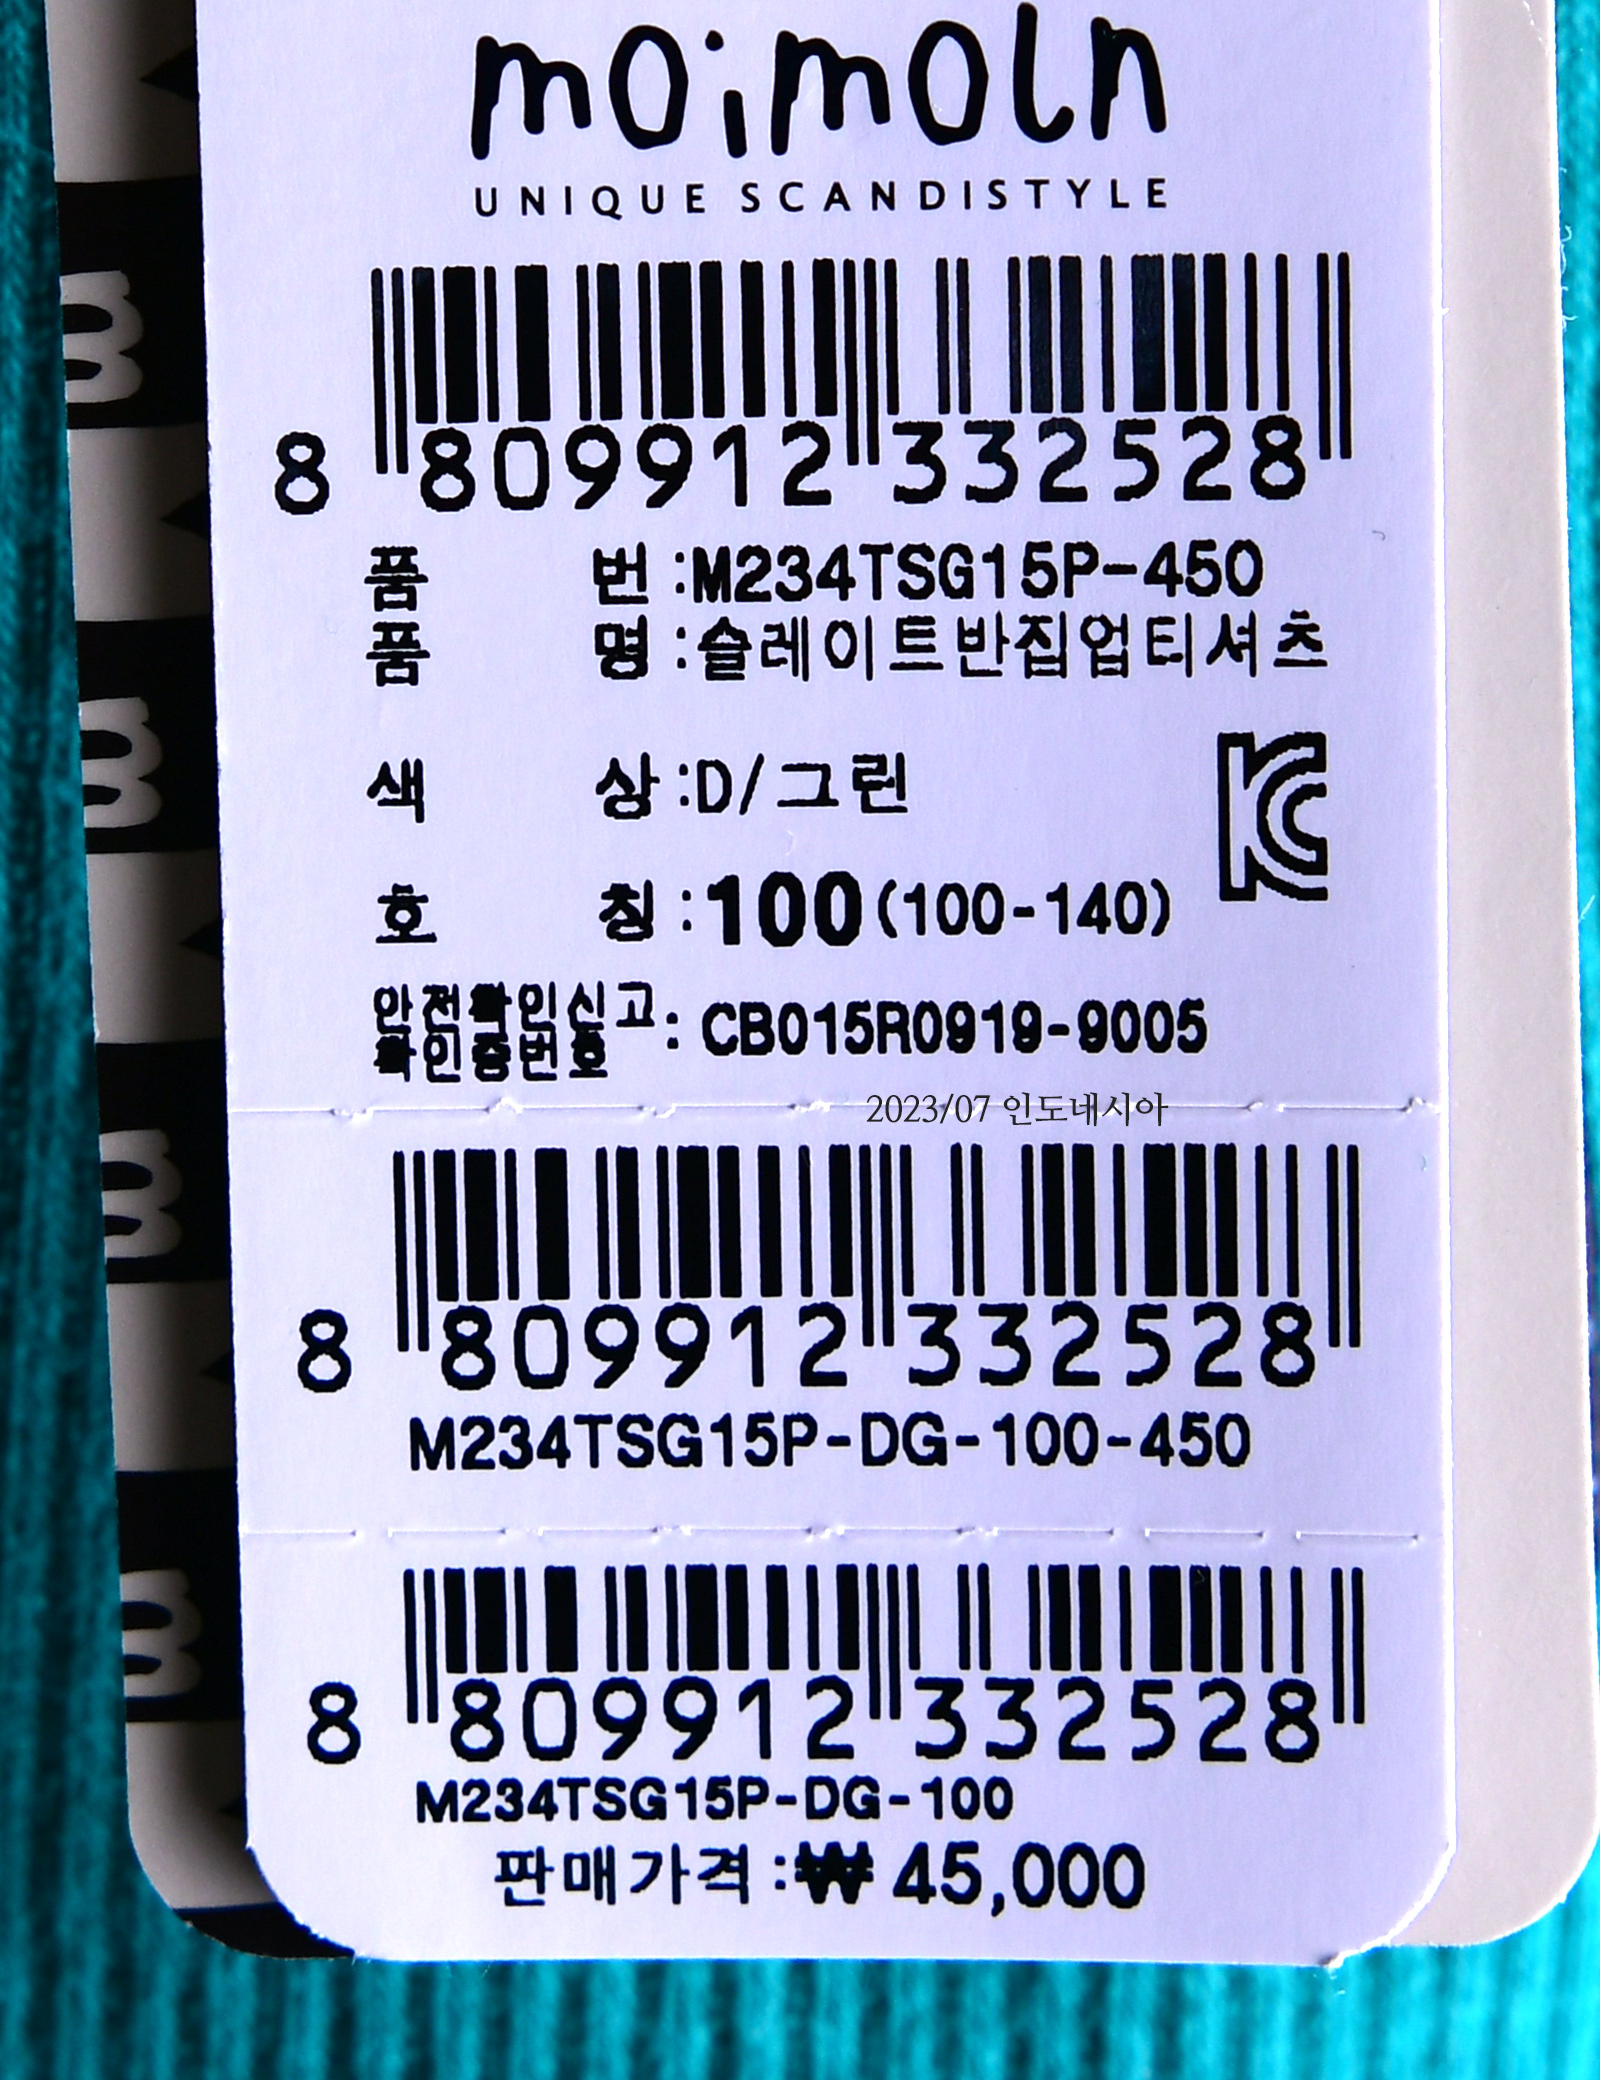 moimoln
UNIQUE SCANDISTYLE
8 809912 332528
품 번 :M234TSG15P-450
품 명 :슬레이트반집업티셔츠
색 상 :D/그린
호 칭 :100(100-140)
안전확인신고
확인증번호 : CB015R0919-9005
2023/07 인도네시아
8 809912 332528
M234TSG15P-DG-100-450
8 809912 332528
M234TSG15P-DG-100
판매가격 :₩ 45,000